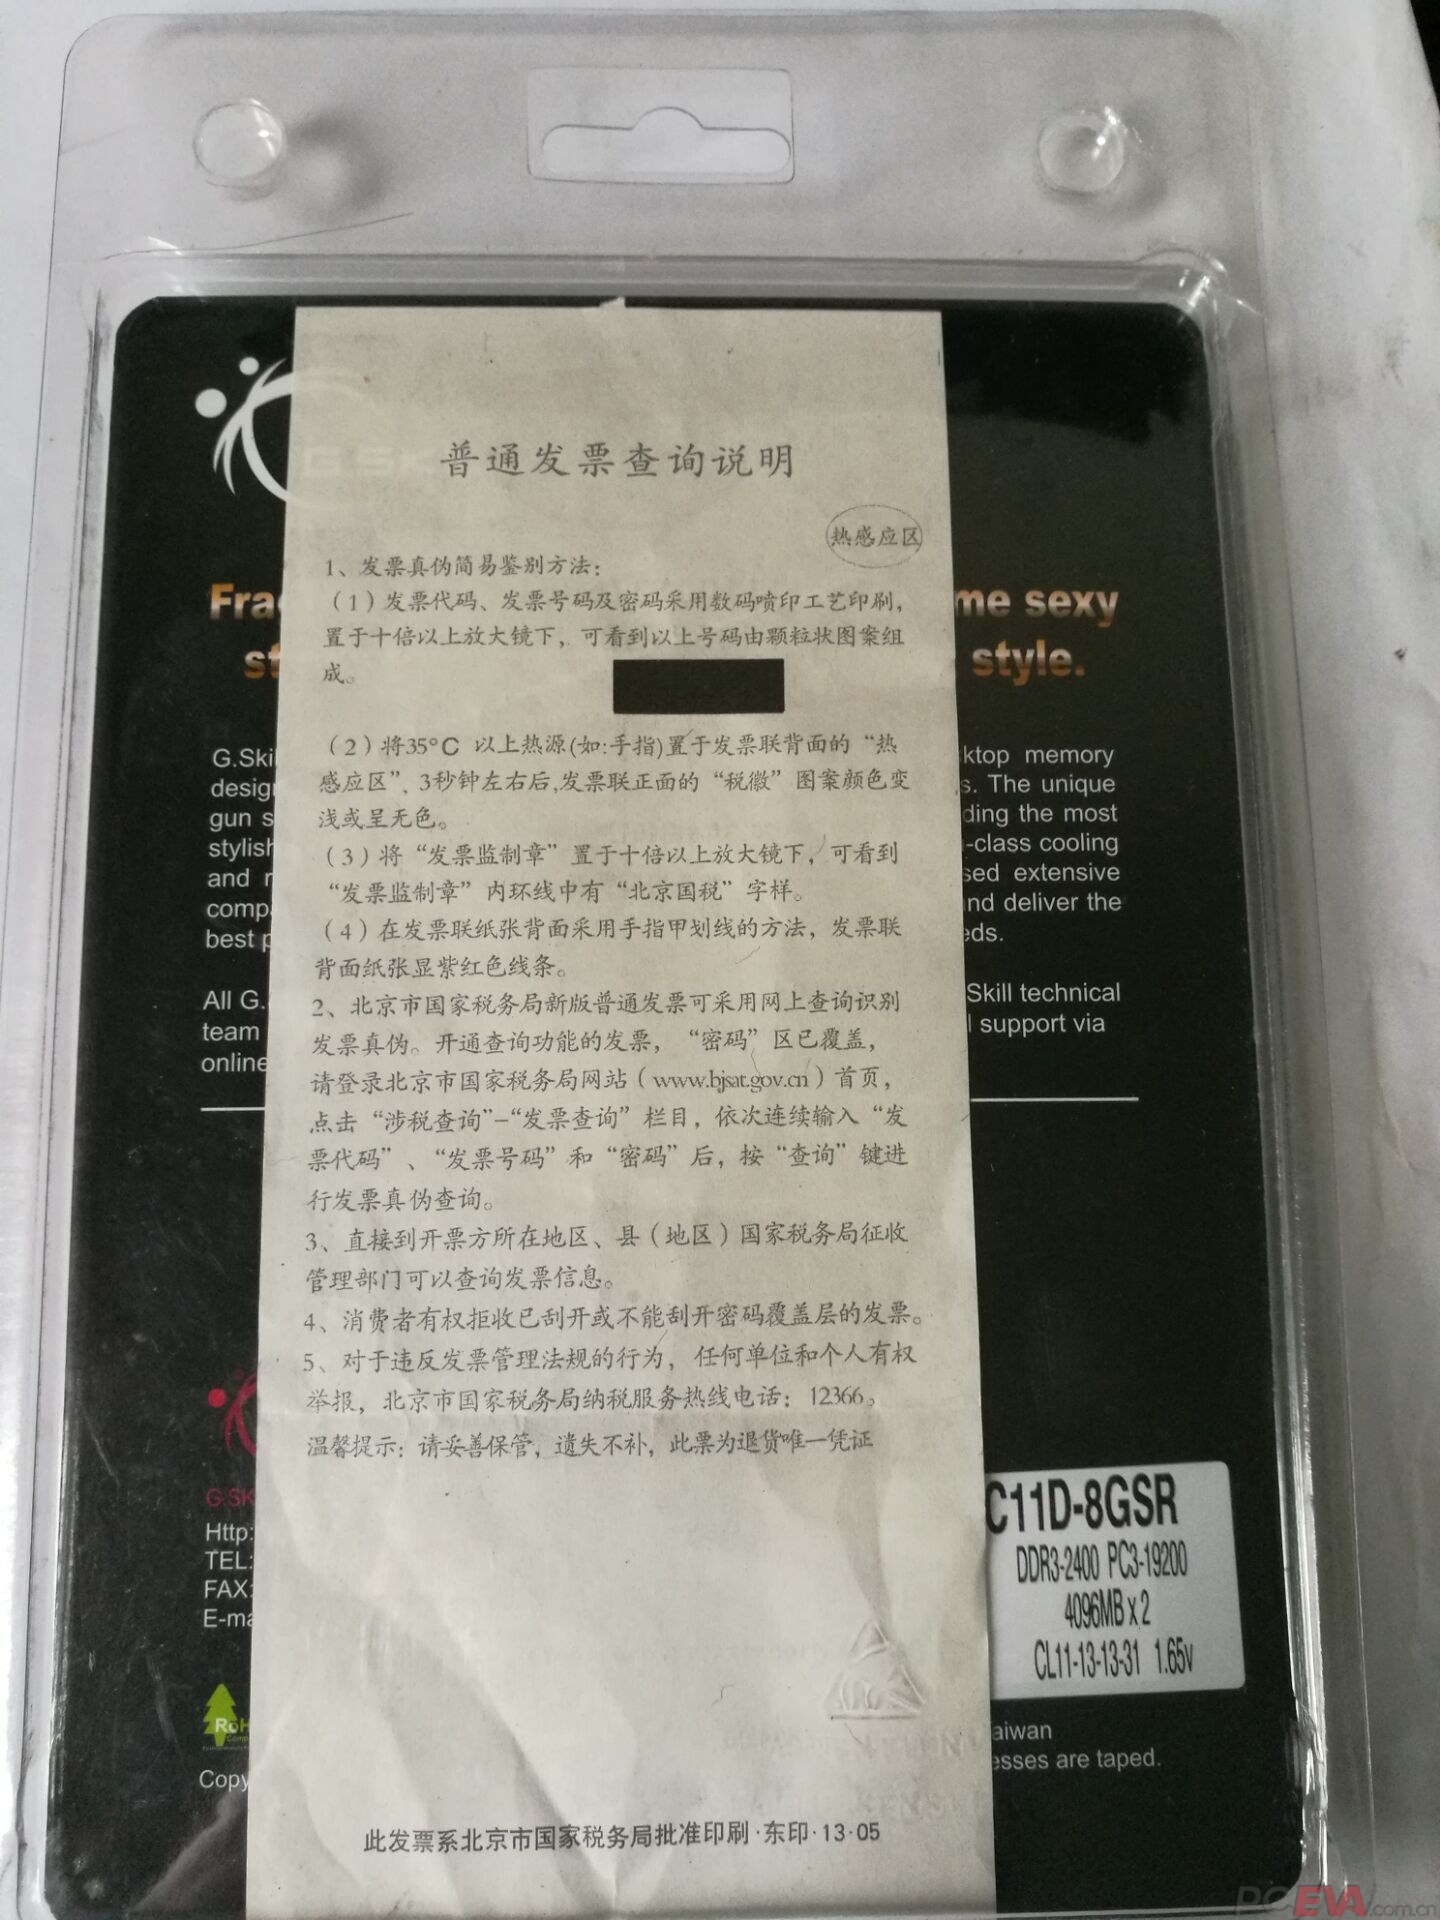 普通发票查询说明
热感应区
1、发票真伪简易鉴别方法：
（1）发票代码、发票号码及密码采用数码喷印工艺印刷，
置于十倍以上放大镜下，可看到以上号码由颗粒状图案组
成。
（2）将35°C 以上热源(如:手指)置于发票联背面的“热
感应区”，3秒钟左右后,发票联正面的“税徽”图案颜色变
浅或呈无色。
（3）将“发票监制章”置于十倍以上放大镜下，可看到
“发票监制章”内环线中有“北京国税”字样。
（4）在发票联纸张背面采用手指甲划线的方法，发票联
背面纸张显紫红色线条。
2、北京市国家税务局新版普通发票可采用网上查询识别
发票真伪。开通查询功能的发票，“密码”区已覆盖，
请登录北京市国家税务局网站（www.bjsat.gov.cn）首页，
点击“涉税查询”–“发票查询”栏目，依次连续输入“发
票代码”、“发票号码”和“密码”后，按“查询”键进
行发票真伪查询。
3、直接到开票方所在地区、县（地区）国家税务局征收
管理部门可以查询发票信息。
4、消费者有权拒收已刮开或不能刮开密码覆盖层的发票。
5、对于违反发票管理法规的行为，任何单位和个人有权
举报，北京市国家税务局纳税服务热线电话：12366。
温馨提示：请妥善保管，遗失不补，此票为退货唯一凭证
此发票系北京市国家税务局批准印刷·东印·13·05
me sexy
style.
G.Ski
gun s
and
best p
memory
The unique
the most
-class cooling
extensive
deliver the
All G.
team
online
Skill technical
support via
Http:
TEL:
FAX:
C11D-8GSR
DDR3-2400 PC3-19200
4096MB x 2
CL11-13-13-31 1.65v
RoH
are taped.
PCEVA.com.cn